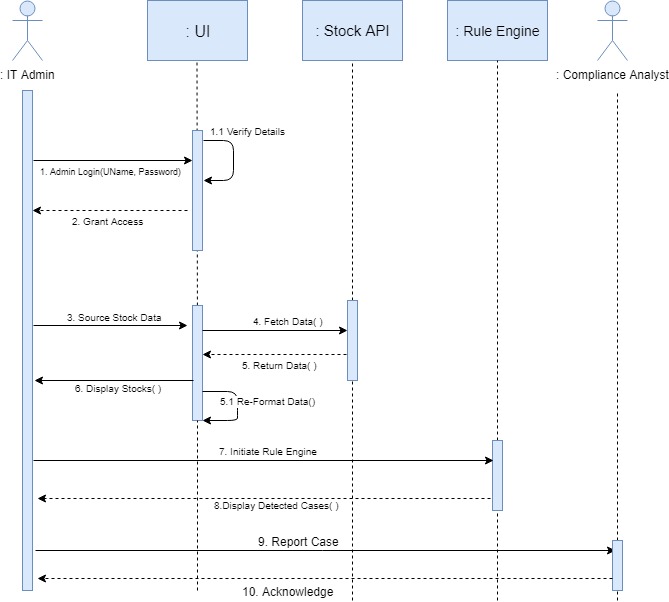 : UI
: Stock API
: Rule Engine
: IT Admin
: Compliance Analyst
1.1 Verify Details
1. Admin Login(UName, Password)
2. Grant Access
3. Source Stock Data
4. Fetch Data( )
5. Return Data( )
6. Display Stocks( )
5.1 Re-Format Data()
7. Initiate Rule Engine
8.Display Detected Cases( )
9. Report Case
10. Acknowledge